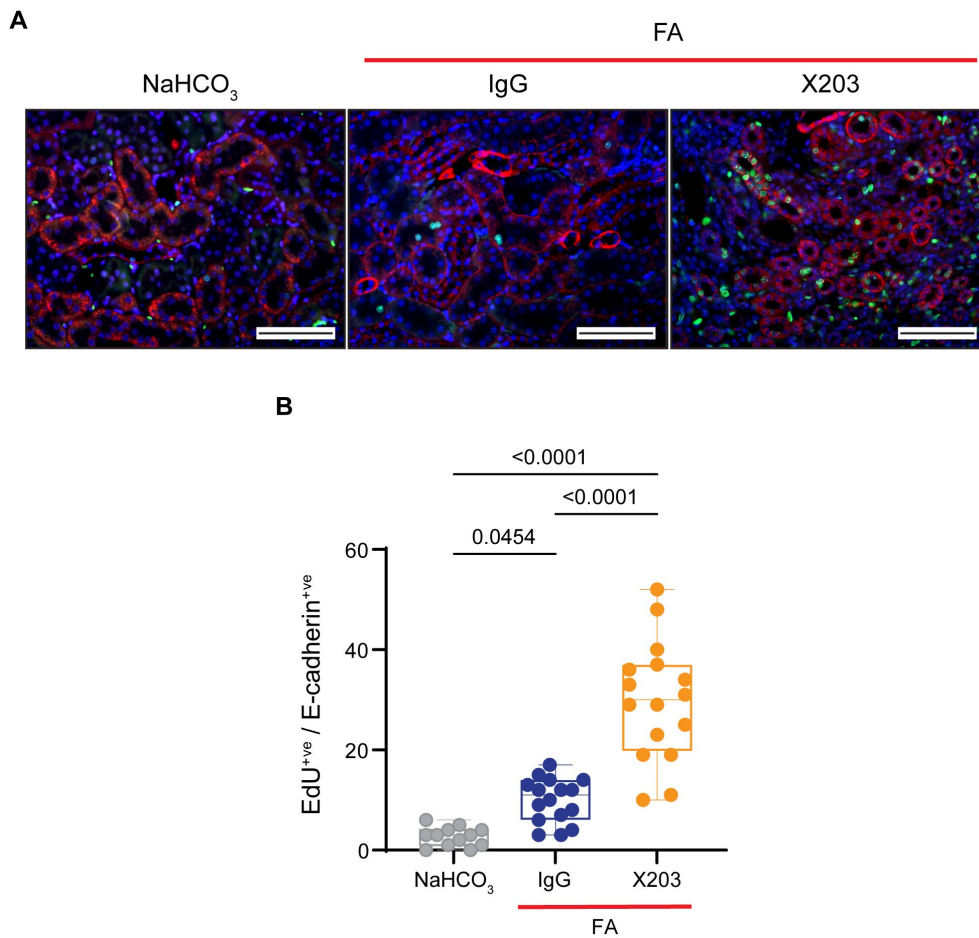 A
FA
NaHCO₃
IgG
X203
B
<0.0001
<0.0001
0.0454
60
40
20
0
EdU⁺ᵛᵉ / E-cadherin⁺ᵛᵉ
NaHCO₃
IgG
X203
FA